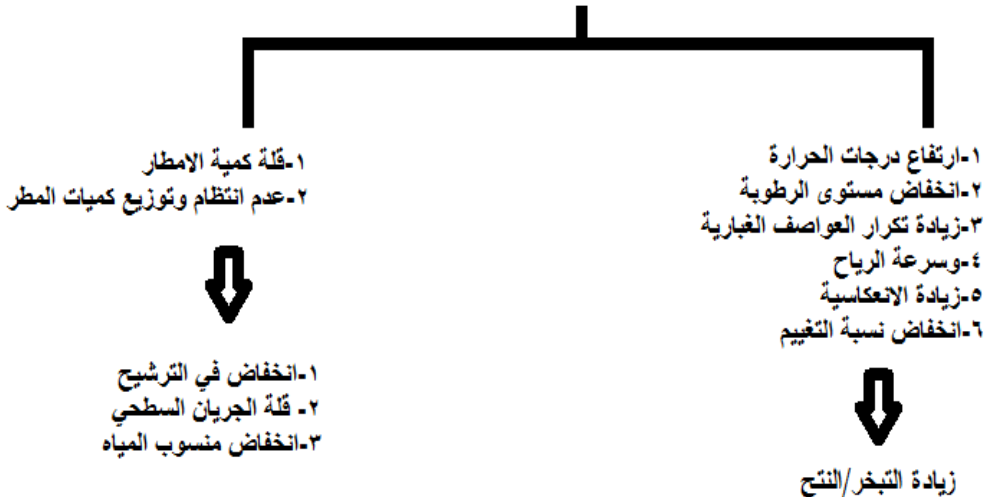 ١-ارتفاع درجات الحرارة
٢-انخفاض مستوى الرطوبة
٣-زيادة تكرار العواصف الغبارية
٤-وسرعة الرياح
٥-زيادة الانعكاسية
٦-انخفاض نسبة التغييم
زيادة التبخر/النتح
١-قلة كمية الامطار
٢-عدم انتظام وتوزيع كميات المطر
١-انخفاض في الترشيح
٢- قلة الجريان السطحي
٣-انخفاض منسوب المياه